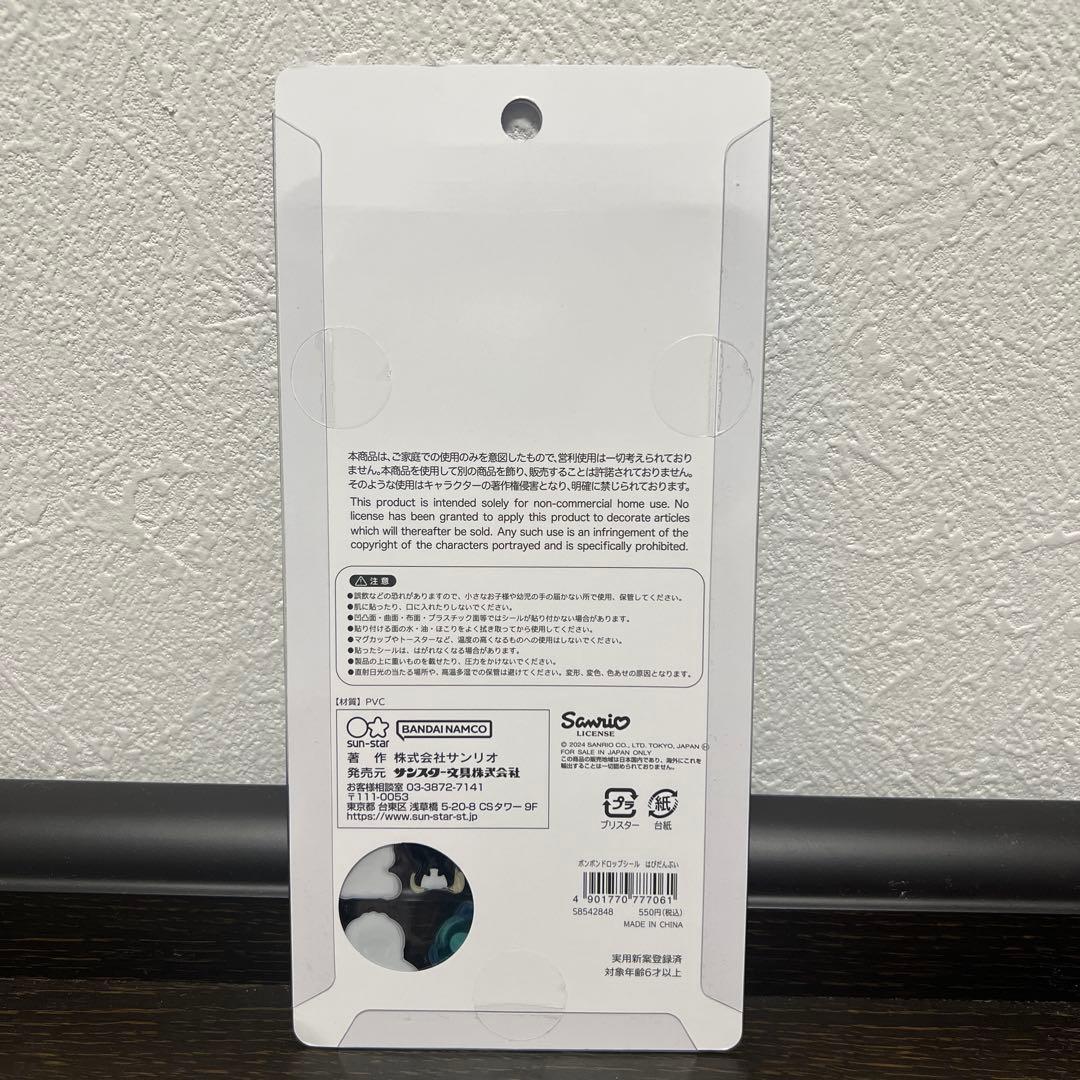 本商品は、ご家庭での使用のみを意図したもので、営利使用は一切考えられており
ません。本商品を使用して別の商品を飾り、販売することは許諾されておりません。
そのような使用はキャラクターの著作権侵害となり、明確に禁じられております。
This product is intended solely for non-commercial home use. No
license has been granted to apply this product to decorate articles
which will thereafter be sold. Any such use is an infringement of the
copyright of the characters portrayed and is specifically prohibited.
注意
●誤飲などの恐れがありますので、小さなお子様や幼児の手の届かない所で使用、保管してください。
●肌に貼ったり、口に入れたりしないでください。
●凹凸面・曲面・布面・プラスチック面等ではシールが貼り付かない場合があります。
●貼り付ける面の水・油・ほこりをよく拭き取ってから使用してください。
●マグカップやトースターなど、温度の高くなるものへの使用はしないでください。
●貼ったシールは、はがれなくなる場合があります。
●製品の上に重いものを載せたり、圧力をかけないでください。
●直射日光の当たる場所や、高温多湿での保管は避けてください。変形、変色、色あせの原因となります。
【材質】PVC
sun-star BANDAI NAMCO
著 作 株式会社サンリオ
発売元 サンスター文具株式会社
お客様相談室 03-3872-7141
〒111-0053
東京都 台東区 浅草橋 5-20-8 CSタワー 9F
https://www.sun-star-st.jp
Sanrio
LICENSE
© 2024 SANRIO CO., LTD. TOKYO, JAPAN Ⓗ
FOR SALE IN JAPAN ONLY
この商品の販売地域は日本国内であり、海外にこれを
輸出することは一切認められておりません。
プラ 紙
ブリスター 台紙
ボンボンドロップシール はぴだんぶい
4 901770 777061
S8542848 550円(税込)
MADE IN CHINA
実用新案登録済
対象年齢6才以上